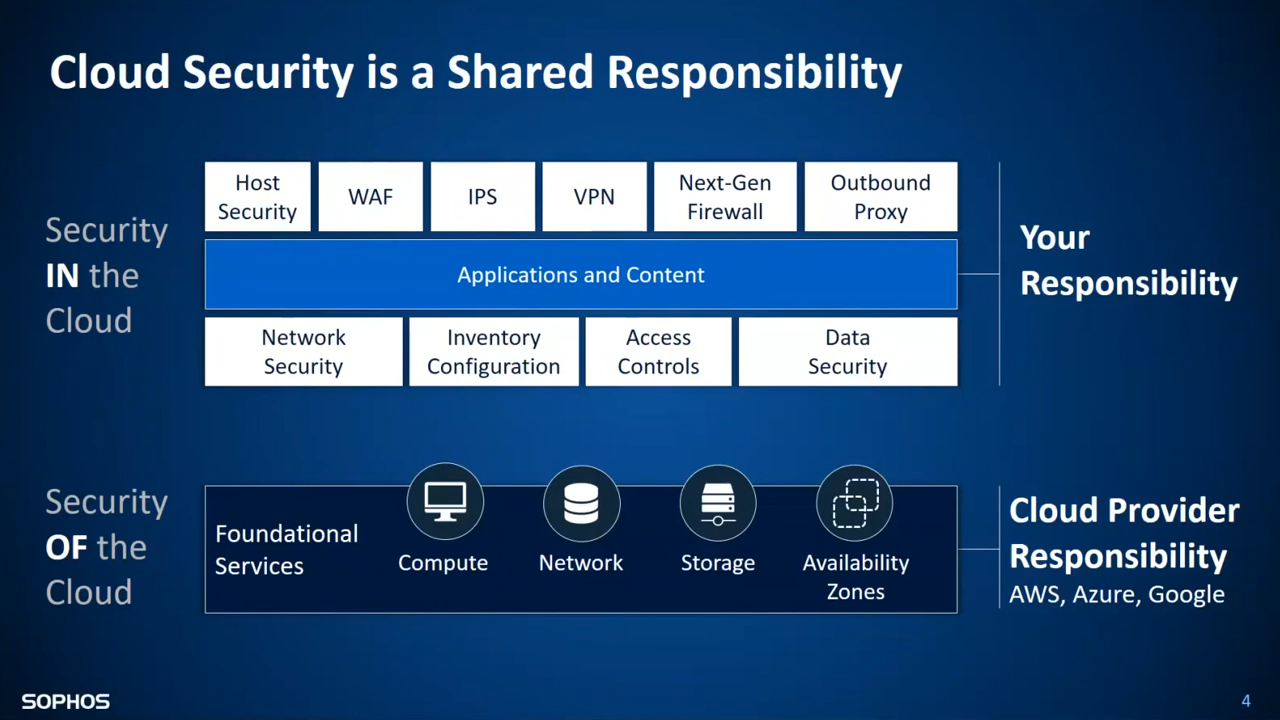 Cloud Security is a Shared Responsibility
Security
IN the
Cloud
Host
Security
WAF
IPS
VPN
Next-Gen
Firewall
Outbound
Proxy
Applications and Content
Network
Security
Inventory
Configuration
Access
Controls
Data
Security
Your
Responsibility
Security
OF the
Cloud
Foundational
Services
Compute
Network
Storage
Availability
Zones
Cloud Provider
Responsibility
AWS, Azure, Google
SOPHOS
4